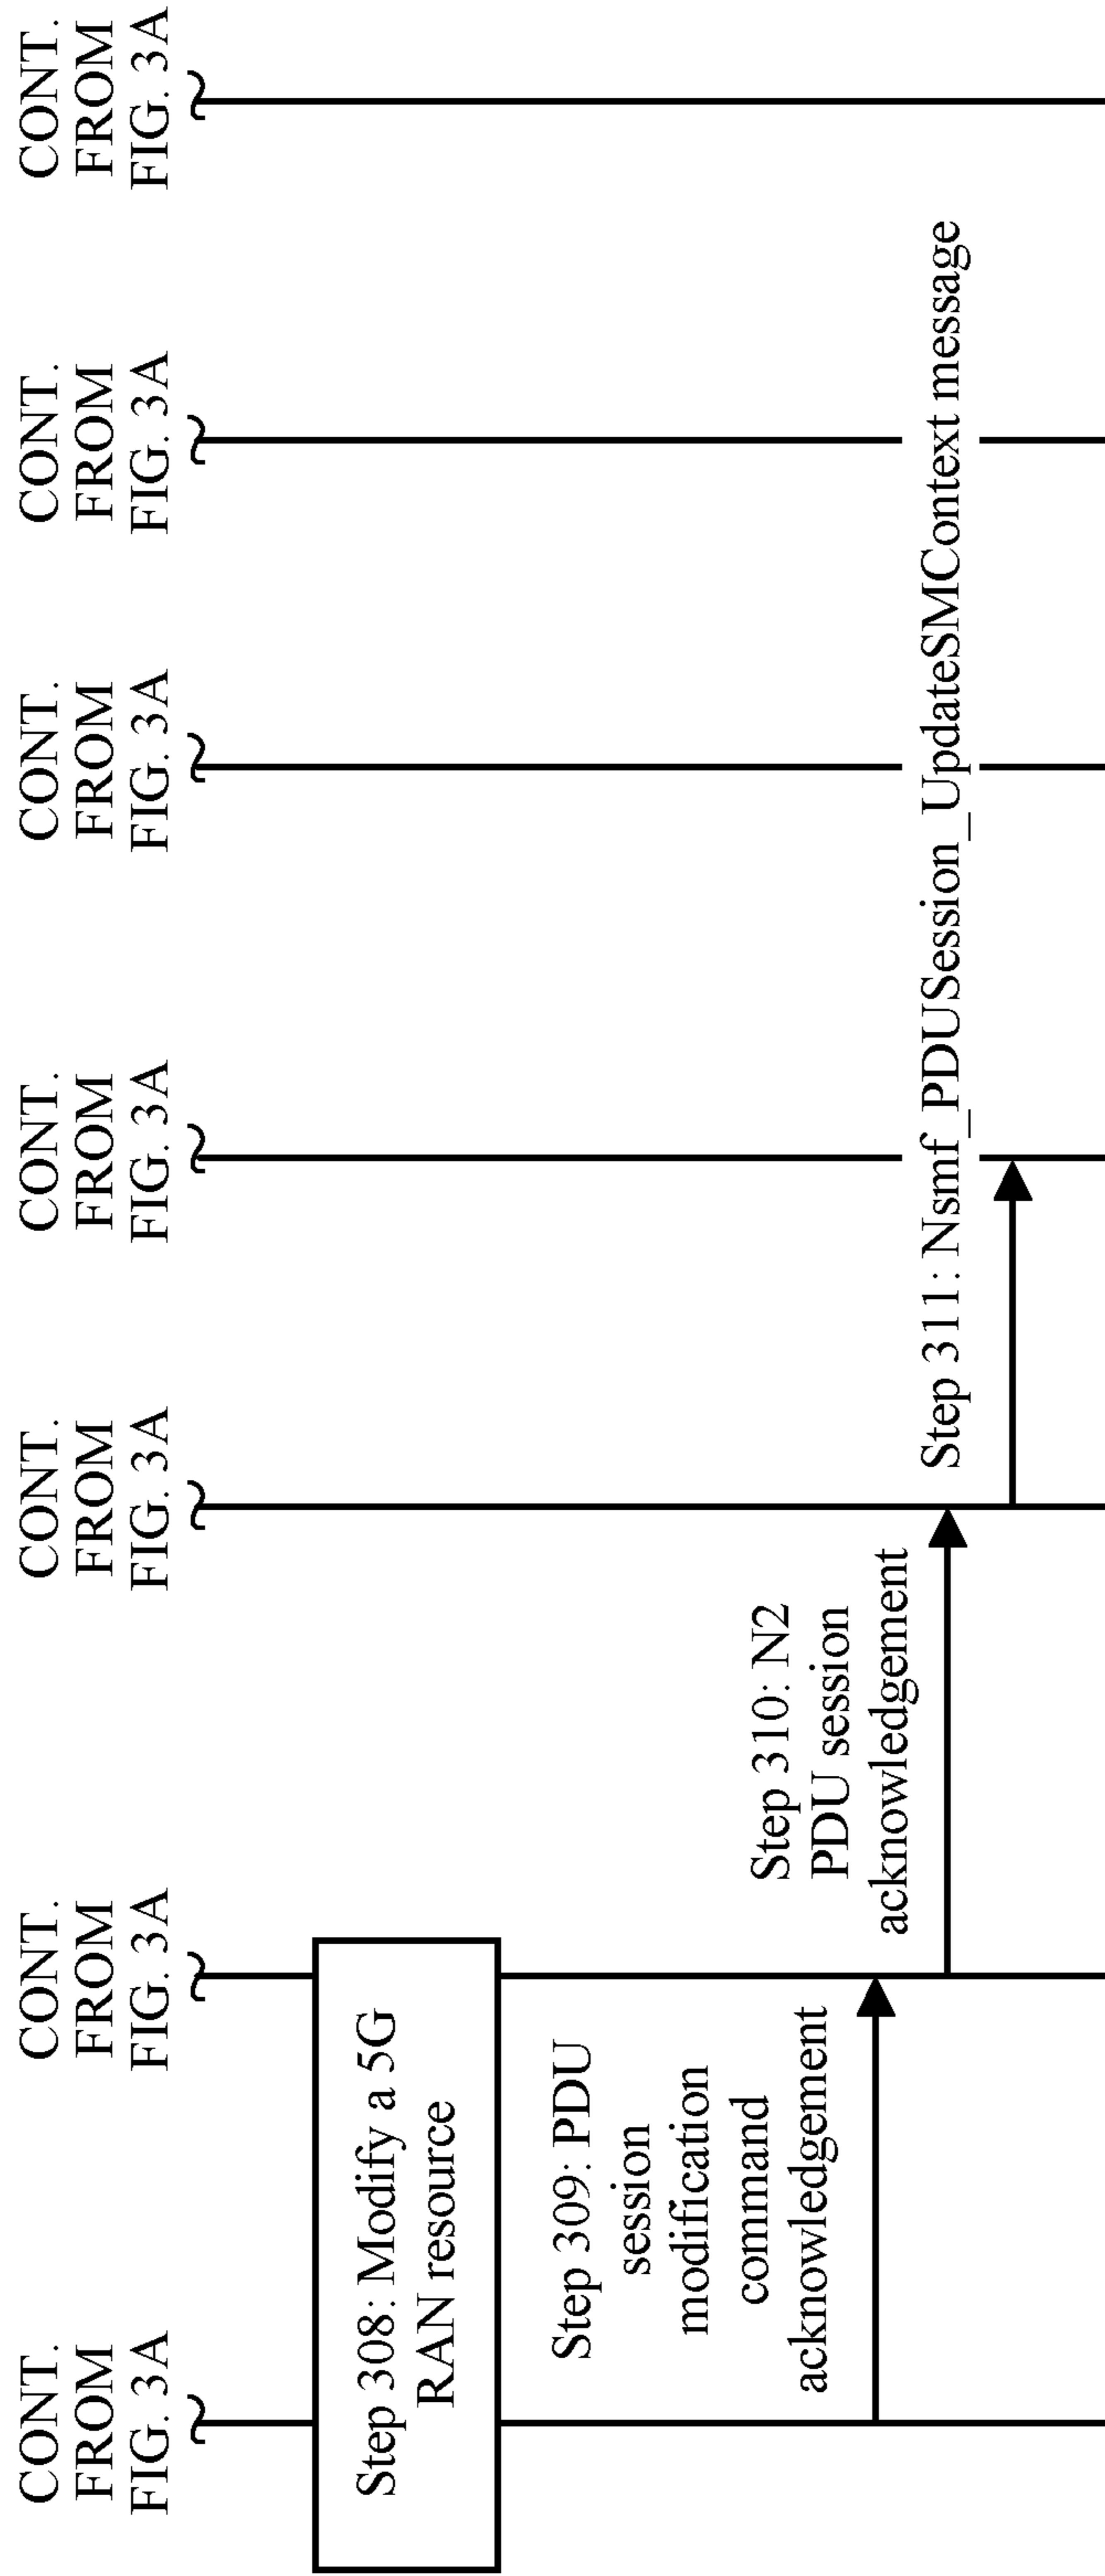 CONT.
FROM
FIG. 3A
CONT.
FROM
FIG. 3A
CONT.
FROM
FIG. 3A
CONT.
FROM
FIG. 3A
CONT.
FROM
FIG. 3A
CONT.
FROM
FIG. 3A
CONT.
FROM
FIG. 3A
Step 308: Modify a 5G
RAN resource
Step 309: PDU
session
modification
command
acknowledgement
Step 310: N2
PDU session
acknowledgement
Step 311: Nsmf_PDUSession_UpdateSMContext message